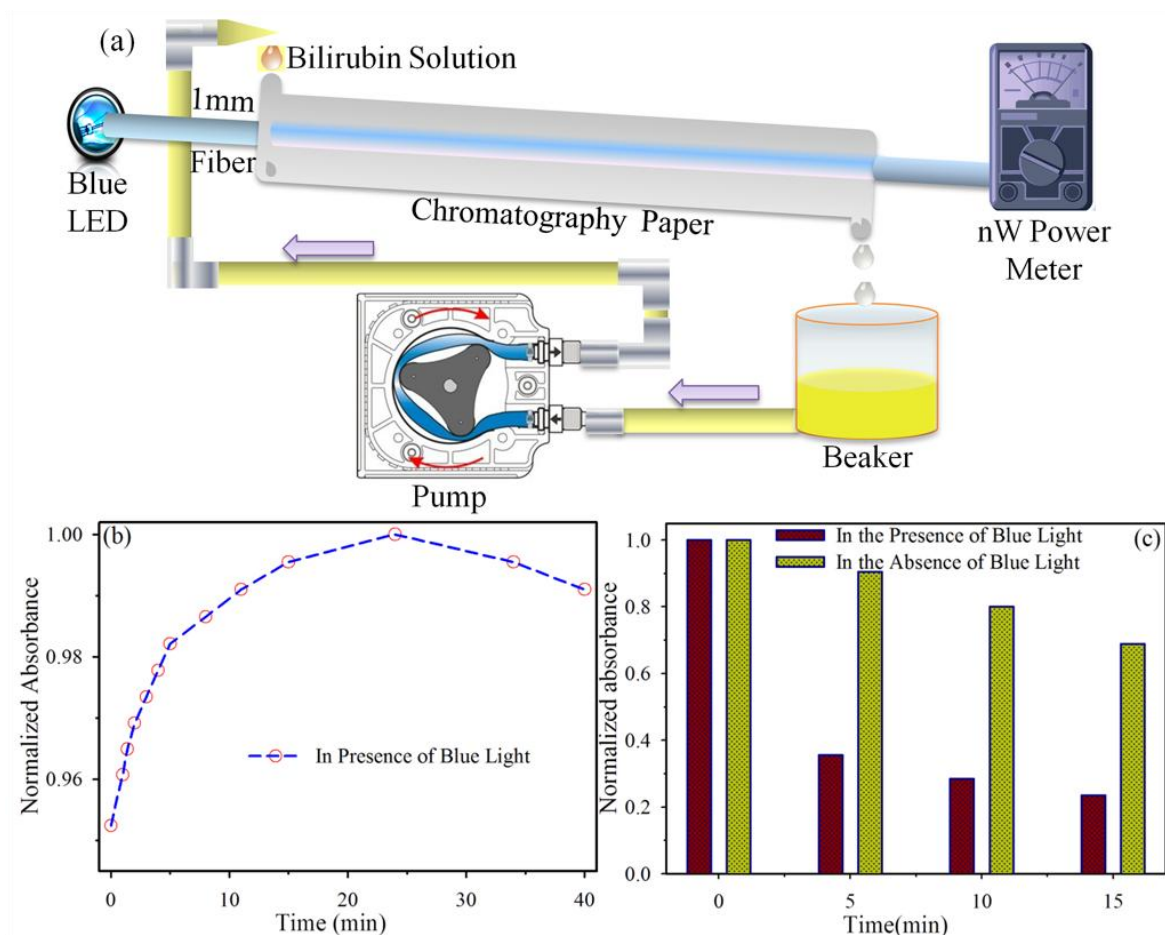 (a)
Bilirubin Solution
1mm
Fiber
Blue
LED
Chromatography Paper
nW Power
Meter
Pump
Beaker
(b)
1.00
0.98
0.96
Normalized Absorbance
In Presence of Blue Light
0
10
20
30
40
Time (min)
(c)
In the Presence of Blue Light
In the Absence of Blue Light
1.0
0.8
0.6
0.4
0.2
0.0
Normalized absorbance
0
5
10
15
Time(min)